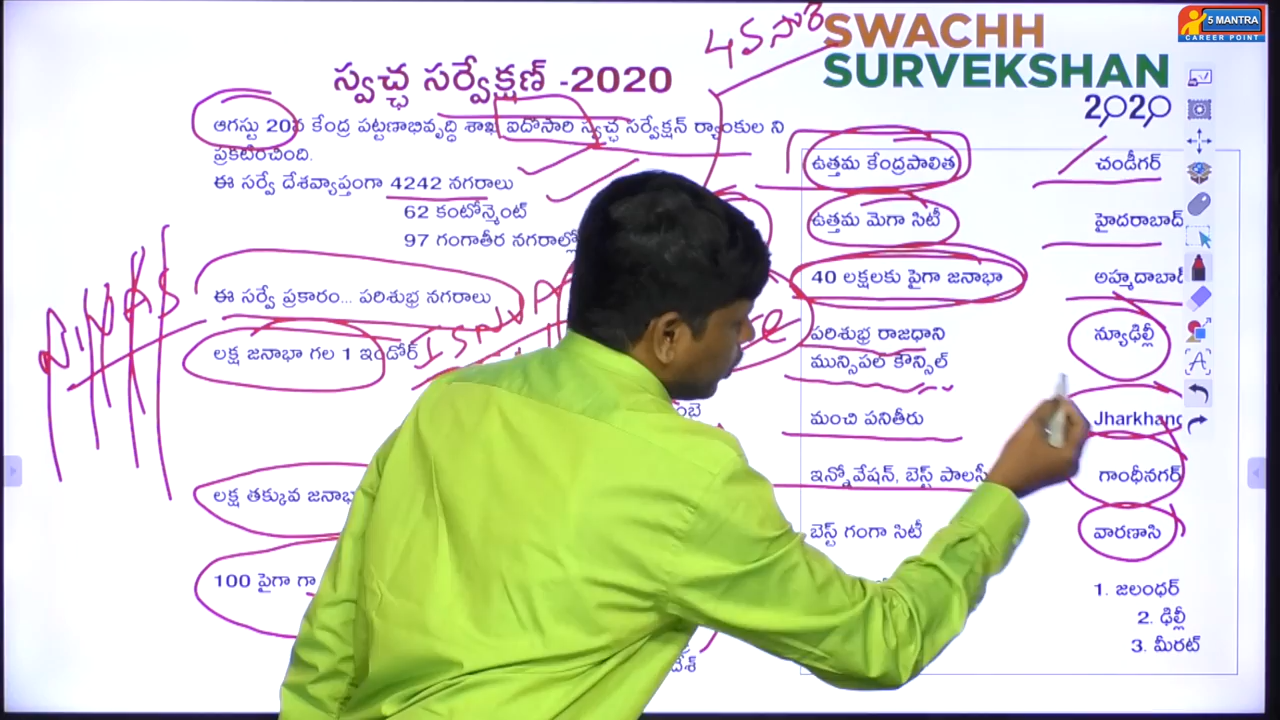 5 MANTRA
CAREER POINT
SWACHH
SURVEKSHAN
2020
4వ సారి
స్వచ్ఛ సర్వేక్షణ్ -2020
ఆగస్టు 20న కేంద్ర పట్టణాభివృద్ధి శాఖ ఐదొసారి స్వచ్ఛ సర్వేక్షన్ ర్యాంకుల ని
ప్రకటించింది.
ఈ సర్వే దేశవ్యాప్తంగా 4242 నగరాలు
62 కంటోన్మెంట్
97 గంగాతీర నగరాల్లో
ఈ సర్వే ప్రకారం... పరిశుభ్ర నగరాలు
లక్ష జనాభా గల 1 ఇండోర్
లక్ష తక్కువ జనాభ
100 పైగా గా
ఉత్తమ కేంద్రపాలిత చండీగర్
ఉత్తమ మెగా సిటీ హైదరాబాద్
40 లక్షలకు పైగా జనాభా అహ్మదాబాద్
పరిశుభ్ర రాజధాని న్యూఢిల్లీ
మున్సిపల్ కౌన్సిల్
మంచి పనితీరు Jharkhand
ఇన్నోవేషన్, బెస్ట్ పాలసీ గాంధీనగర్
బెస్ట్ గంగా సిటీ వారణాసి
1. జలంధర్
2. ఢిల్లీ
3. మీరట్